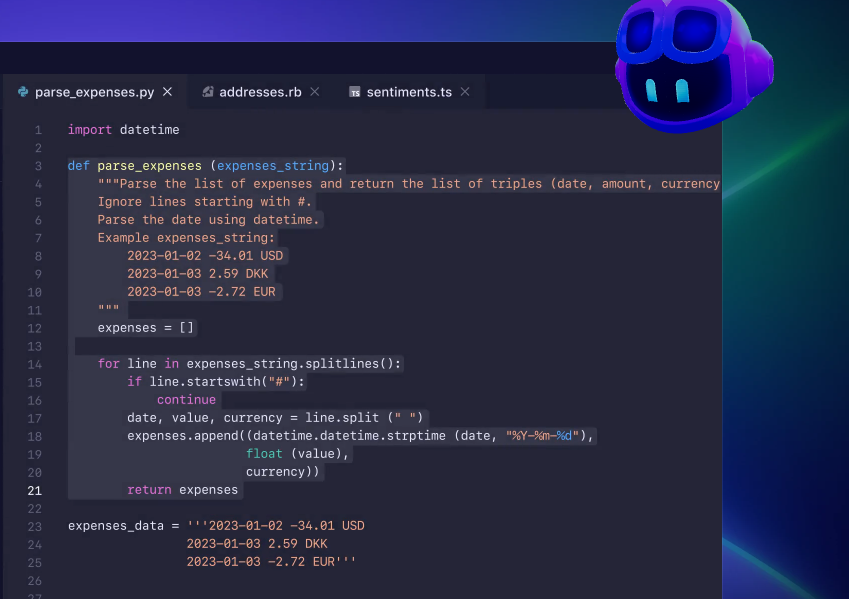 parse_expenses.py × addresses.rb × TS sentiments.ts ×
1 import datetime
2
3 def parse_expenses (expenses_string):
4     """Parse the list of expenses and return the list of triples (date, amount, currency
5     Ignore lines starting with #.
6     Parse the date using datetime.
7     Example expenses_string:
8         2023-01-02 -34.01 USD
9         2023-01-03 2.59 DKK
10         2023-01-03 -2.72 EUR
11     """
12     expenses = []
13
14     for line in expenses_string.splitlines():
15         if line.startswith("#"):
16             continue
17         date, value, currency = line.split (" ")
18         expenses.append((datetime.datetime.strptime (date, "%Y-%m-%d"),
19                         float (value),
20                         currency))
21         return expenses
22
23 expenses_data = '''2023-01-02 -34.01 USD
24                 2023-01-03 2.59 DKK
25                 2023-01-03 -2.72 EUR'''
26
27